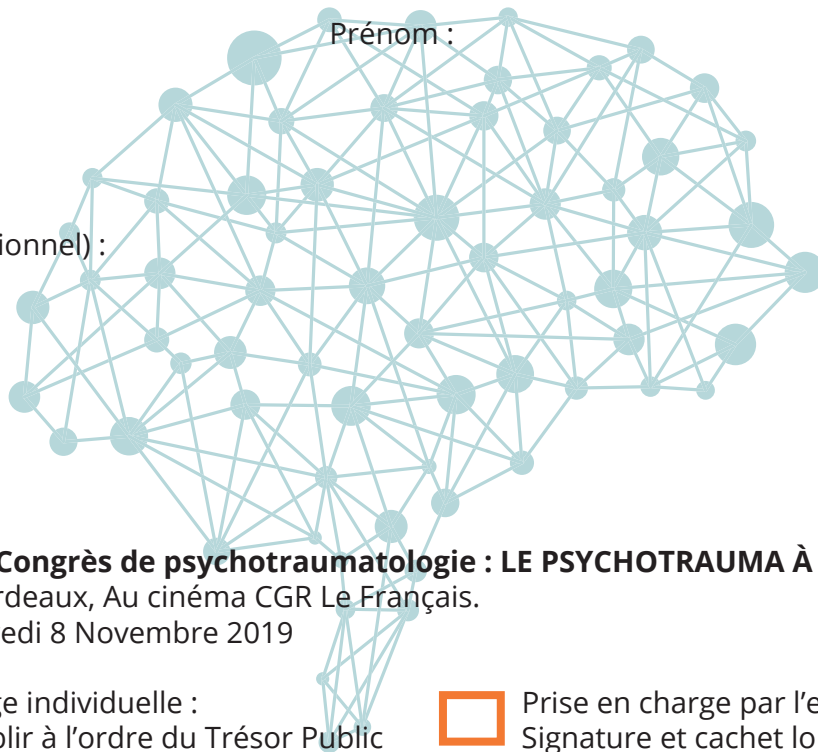 Prénom :
ionnel) :
Congrès de psychotraumatologie : LE PSYCHOTRAUMA À
rdeaux, Au cinéma CGR Le Français.
edi 8 Novembre 2019
ge individuelle :
Prise en charge par l'e
blir à l'ordre du Trésor Public
Signature et cachet lo